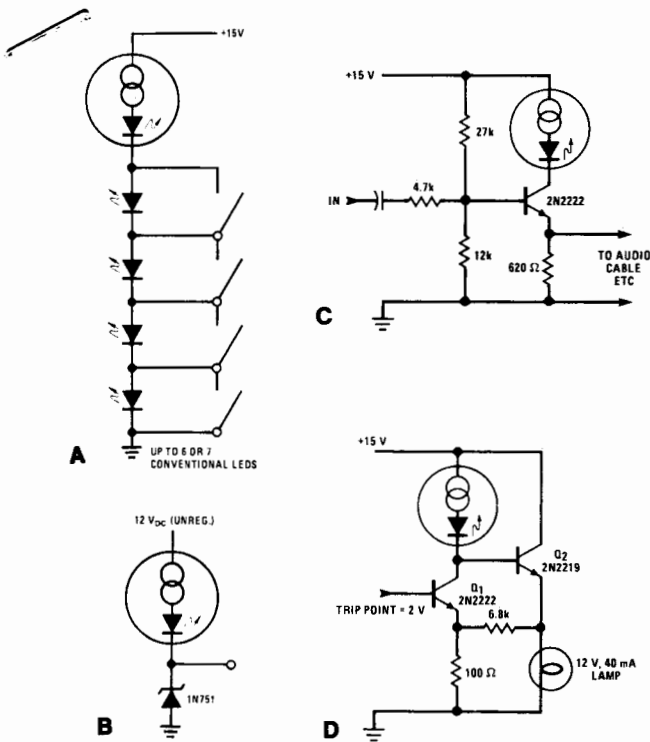 +15V
A
UP TO 6 OR 7
CONVENTIONAL LEDS
12 VDC (UNREG.)
1N751
B
+15 V
27k
IN
4.7k
2N2222
12k
620 Ω
TO AUDIO
CABLE
ETC
C
+15 V
Q2
2N2219
Q1
2N2222
TRIP POINT = 2 V
6.8k
100 Ω
12 V, 40 mA
LAMP
D